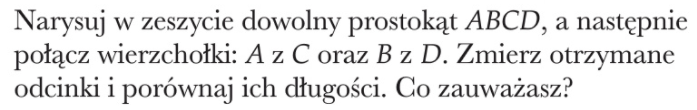 Narysuj w zeszycie dowolny prostokąt ABCD, a następnie
połącz wierzchołki: A z C oraz B z D. Zmierz otrzymane
odcinki i porównaj ich długości. Co zauważasz?